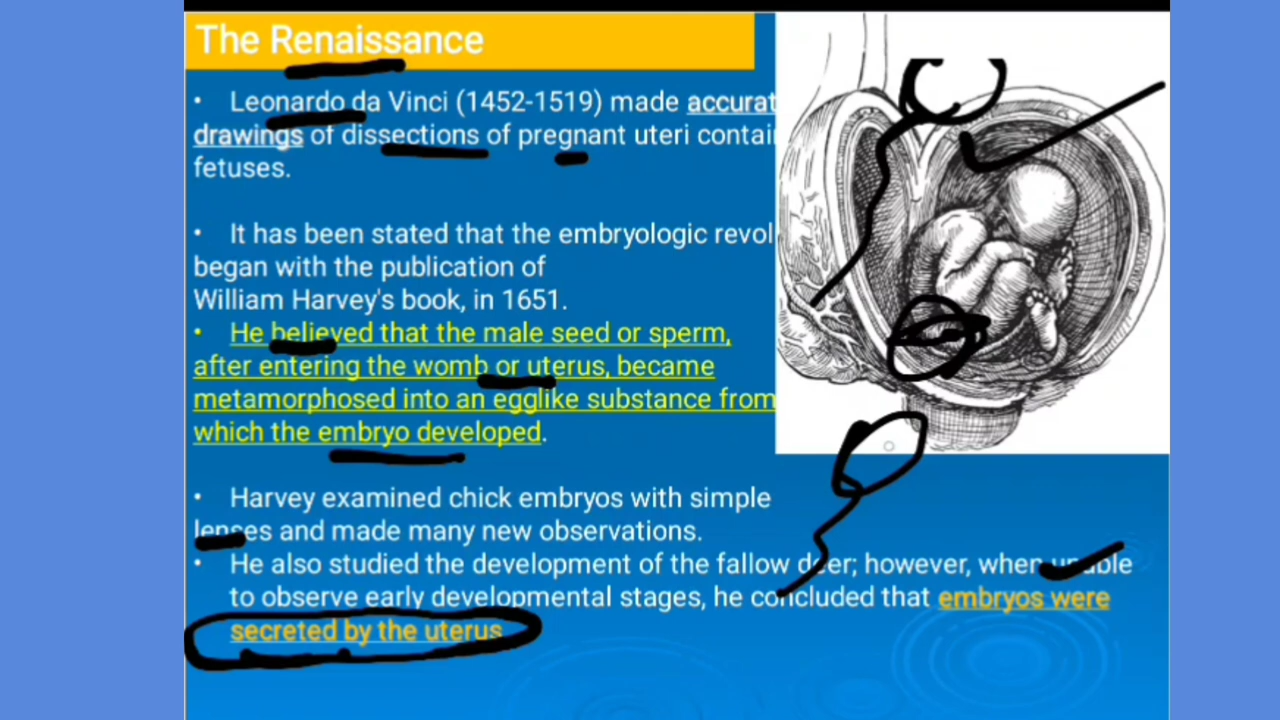 The Renaissance
• Leonardo da Vinci (1452-1519) made accurat
drawings of dissections of pregnant uteri contai
fetuses.
• It has been stated that the embryologic revol
began with the publication of
William Harvey's book, in 1651.
• He believed that the male seed or sperm,
after entering the womb or uterus, became
metamorphosed into an egglike substance from
which the embryo developed.
• Harvey examined chick embryos with simple
lenses and made many new observations.
• He also studied the development of the fallow deer; however, when unable
to observe early developmental stages, he concluded that embryos were
secreted by the uterus